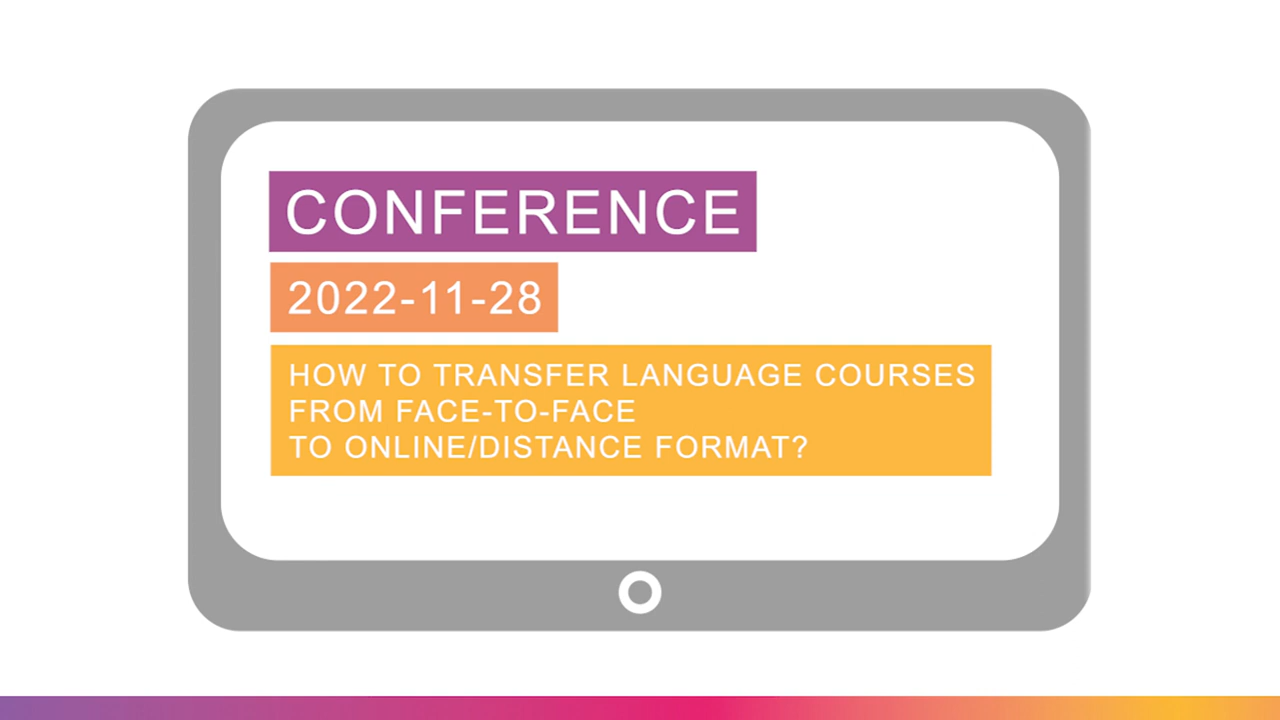 CONFERENCE
2022-11-28
HOW TO TRANSFER LANGUAGE COURSES
FROM FACE-TO-FACE
TO ONLINE/DISTANCE FORMAT?